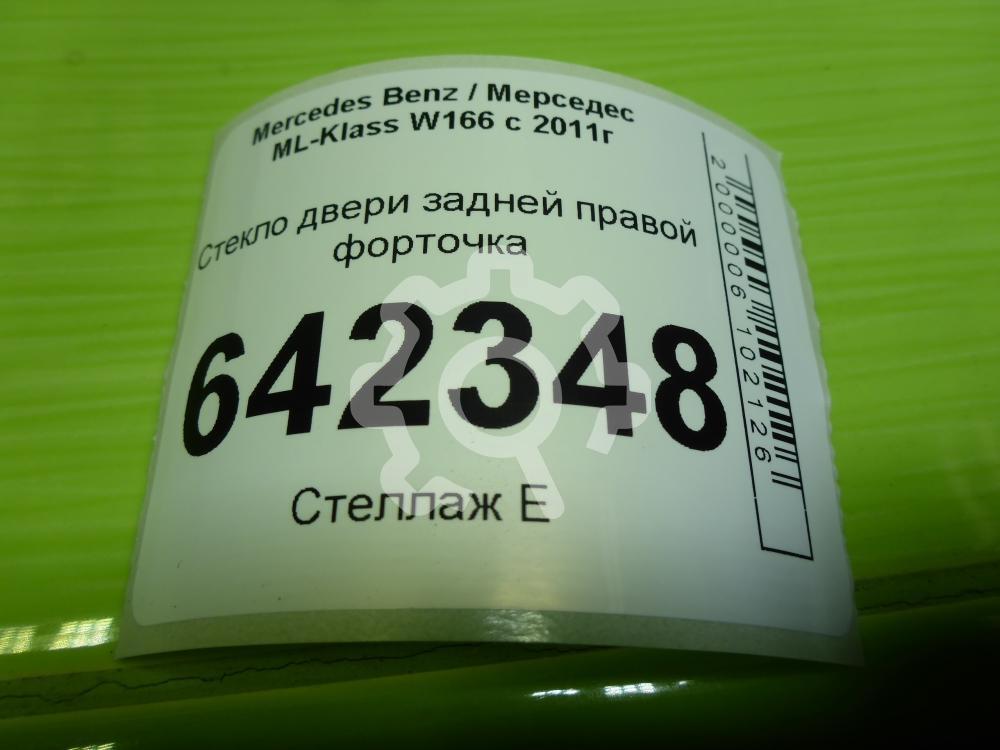 Mercedes Benz / Мерседес
ML-Klass W166 с 2011г
Стекло двери задней правой
форточка
642348
Стеллаж Е
2000006102126